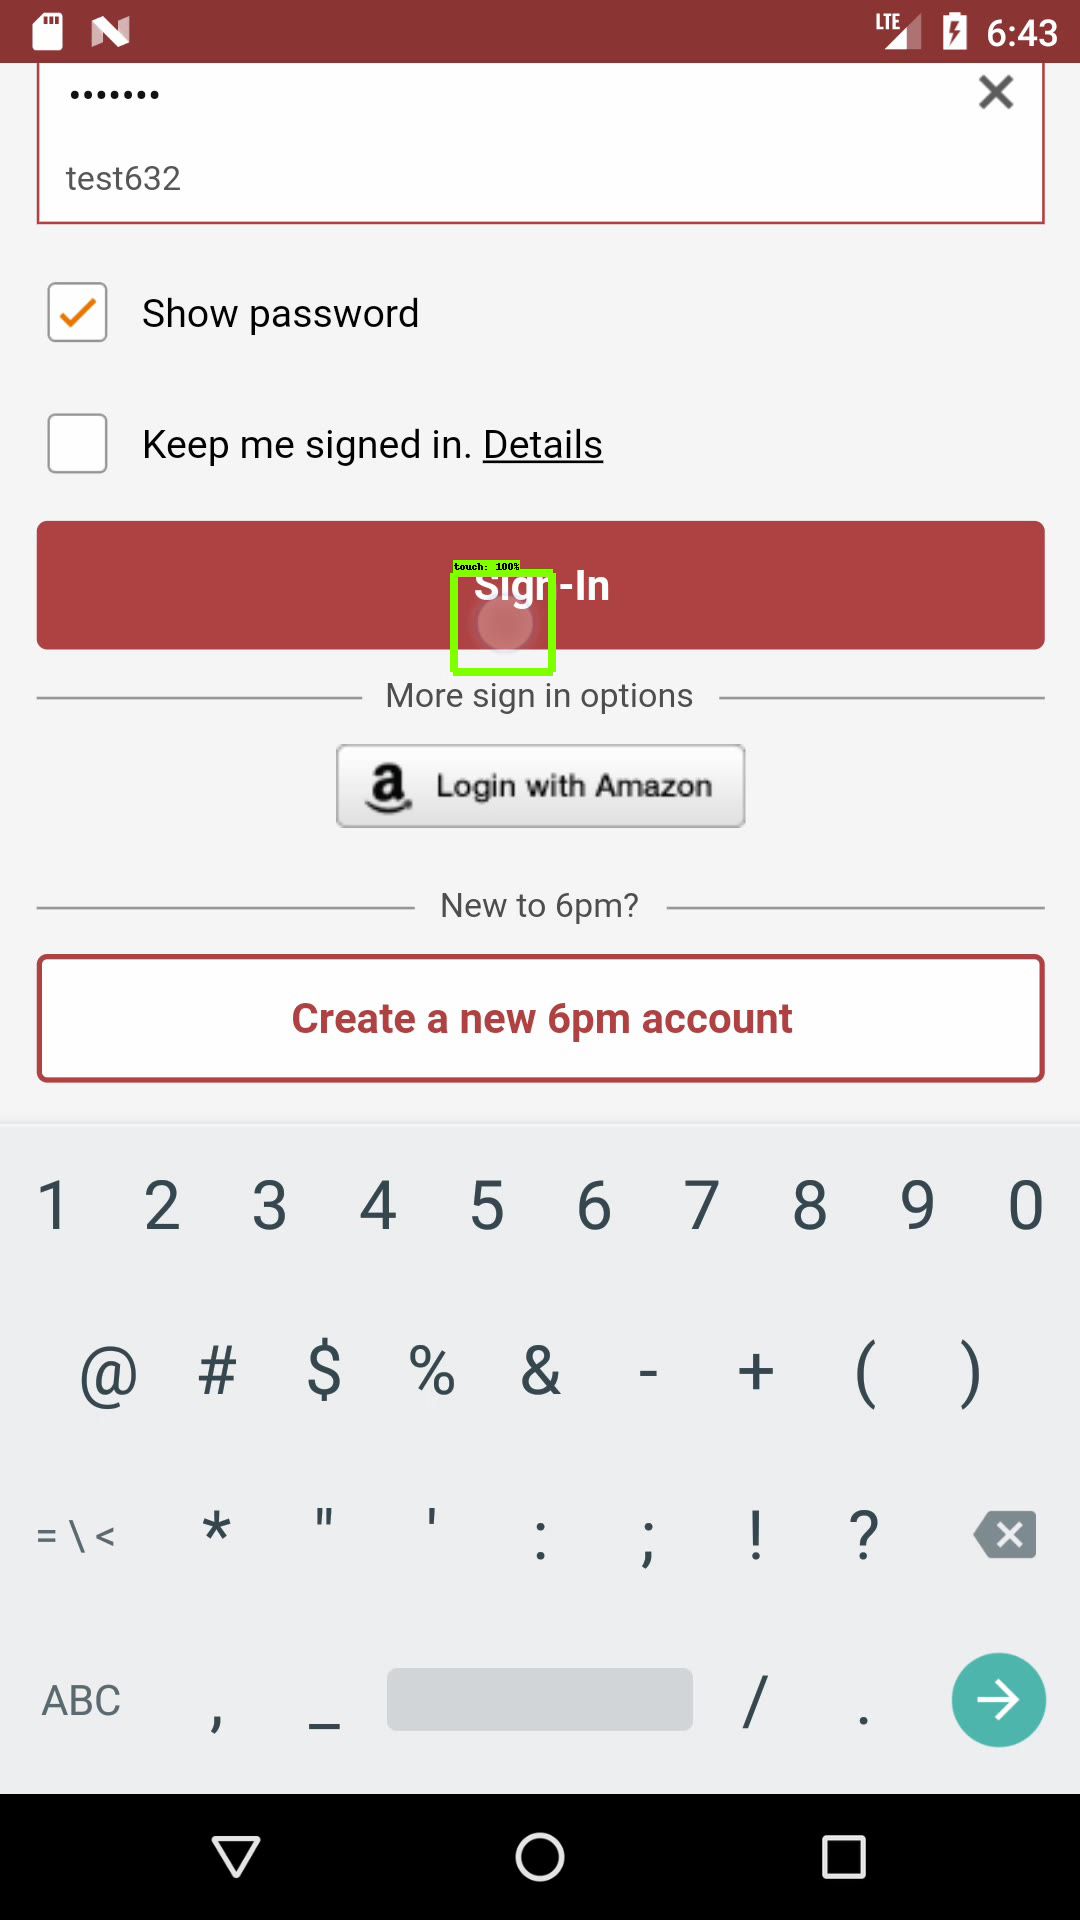 LTE 6:43
•••••••
test632
Show password
Keep me signed in. Details
touch: 100%
Sign-In
More sign in options
a Login with Amazon
New to 6pm?
Create a new 6pm account
1 2 3 4 5 6 7 8 9 0
@ # $ % & - + ( )
= \ < * " ' : ; ! ?
ABC , _ / .